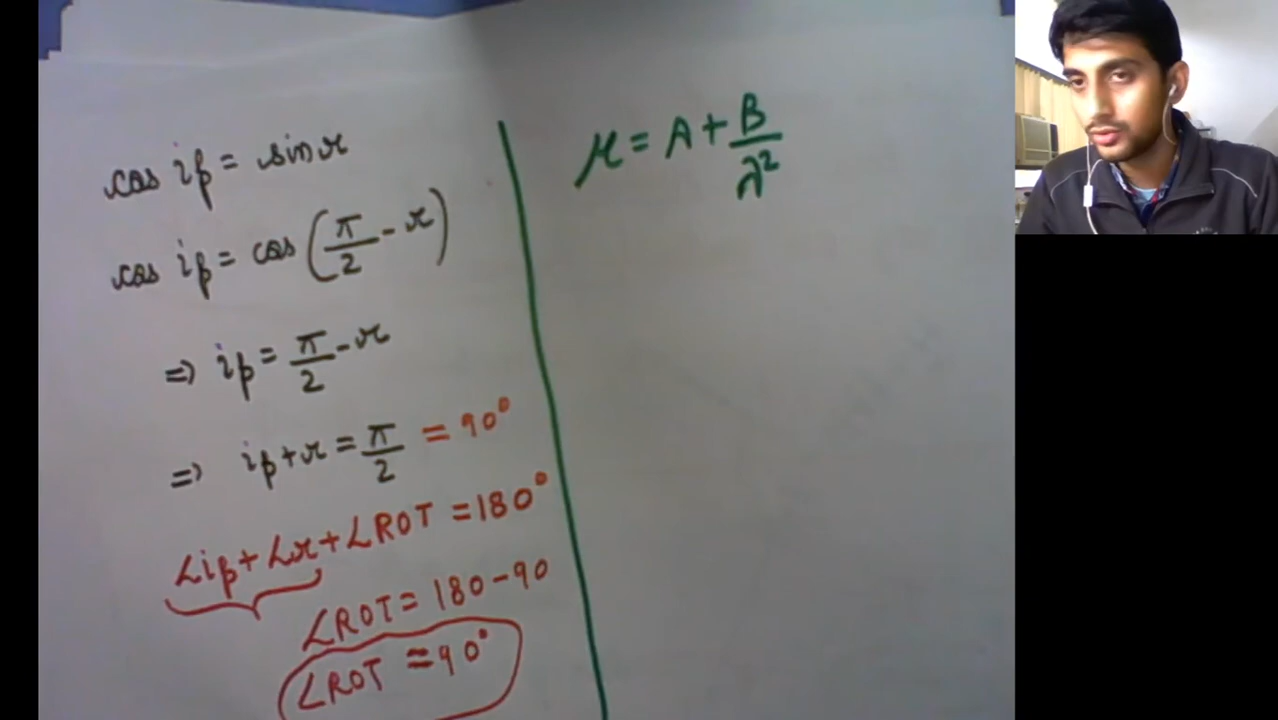 cos ip = sin r
cos ip = cos (π/2 - r)
⇒ ip = π/2 - r
⇒ ip + r = π/2 = 90°
∠ip + ∠r + ∠ROT = 180°
∠ROT = 180 - 90
∠ROT = 90°
μ = A + B/λ²